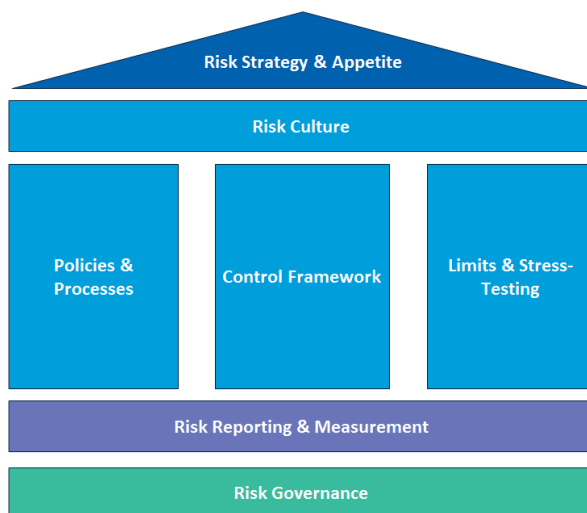 Risk Strategy & Appetite
Risk Culture
Policies &
Processes
Control Framework
Limits & Stress-
Testing
Risk Reporting & Measurement
Risk Governance